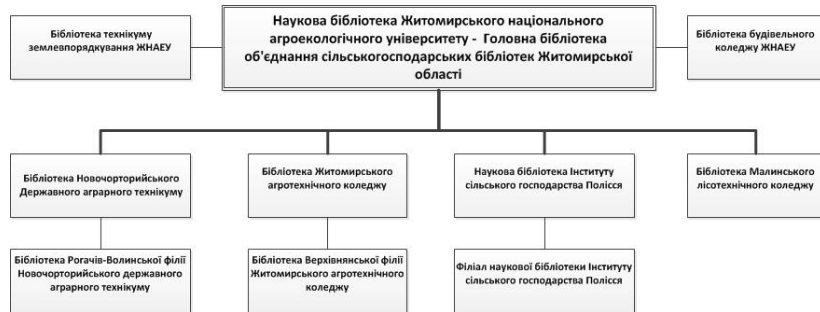 Бібліотека технікуму
землевпорядкування ЖНАЕУ
Наукова бібліотека Житомирського національного
агроекологічного університету - Головна бібліотека
об'єднання сільськогосподарських бібліотек Житомирської
області
Бібліотека будівельного
коледжу ЖНАЕУ
Бібліотека Новочорторийського
Державного аграрного технікуму
Бібліотека Житомирського
агротехнічного коледжу
Наукова бібліотека Інституту
сільського господарства Полісся
Бібліотека Малинського
лісотехнічного коледжу
Бібліотека Рогачів-Волинської філії
Новочорторийського державного
аграрного технікуму
Бібліотека Верхівнянської філії
Житомирського агротехнічного
коледжу
Філіал наукової бібліотеки Інституту
сільського господарства Полісся